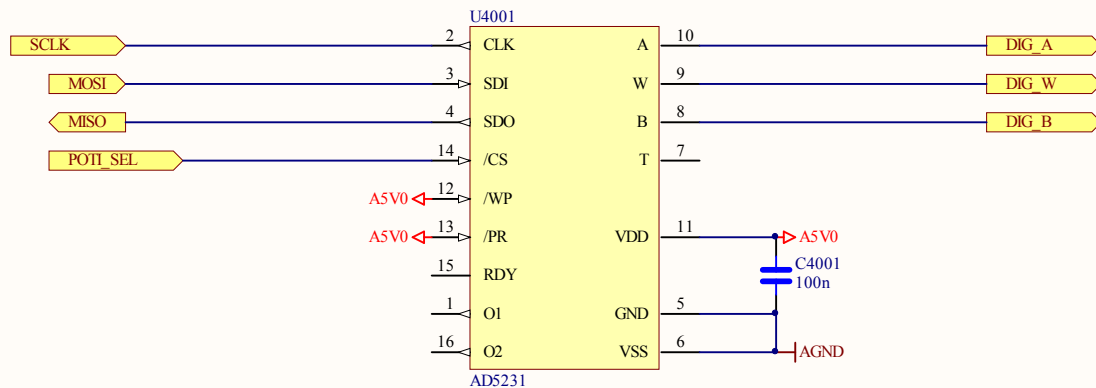 U4001
SCLK 2 CLK A 10 DIG_A
MOSI 3 SDI W 9 DIG_W
MISO 4 SDO B 8 DIG_B
POTI_SEL 14 /CS T 7
A5V0 12 /WP
A5V0 13 /PR VDD 11 A5V0
C4001
15 RDY 100n
1 O1 GND 5
16 O2 VSS 6 AGND
AD5231